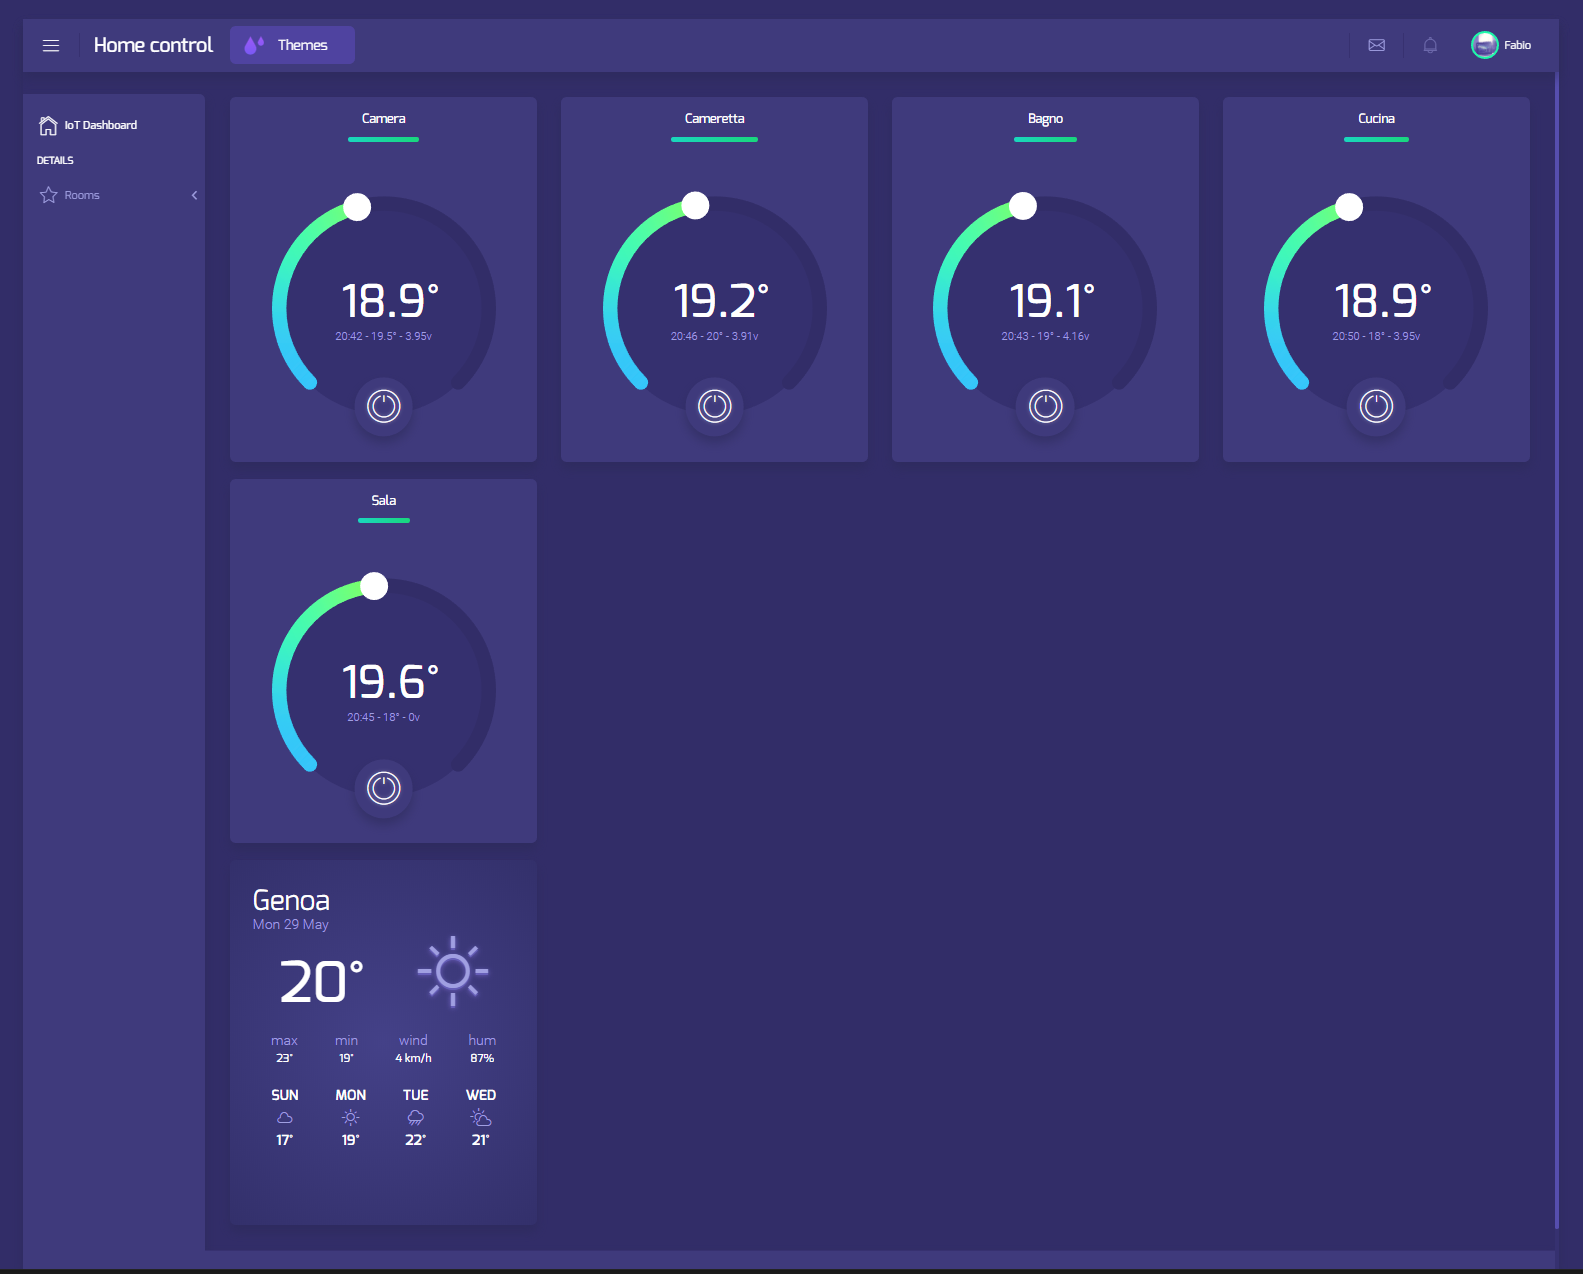 Home control
Themes
Fabio
IoT Dashboard
DETAILS
Rooms
Camera
18.9°
20:42 - 19.5° - 3.95v
Cameretta
19.2°
20:46 - 20° - 3.91v
Bagno
19.1°
20:43 - 19° - 4.16v
Cucina
18.9°
20:50 - 18° - 3.95v
Sala
19.6°
20:45 - 18° - 0v
Genoa
Mon 29 May
20°
max min wind hum
23° 19° 4 km/h 87%
SUN MON TUE WED
17° 19° 22° 21°